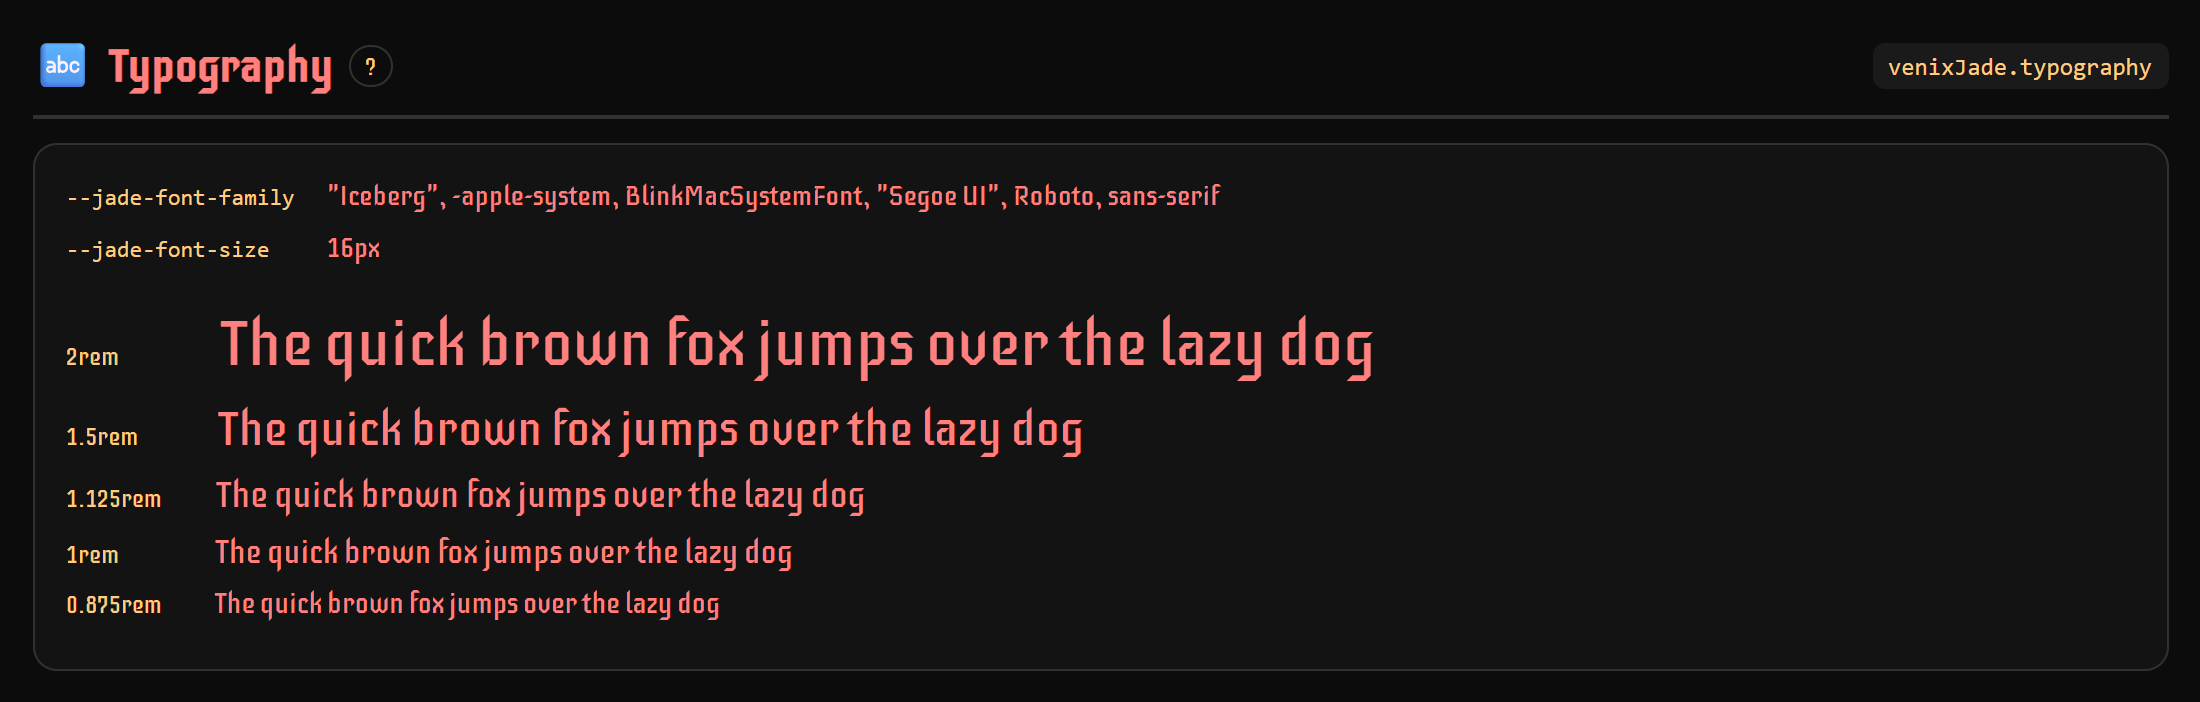 abc Typography ? venixJade.typography
--jade-font-family "Iceberg", -apple-system, BlinkMacSystemFont, "Segoe UI", Roboto, sans-serif
--jade-font-size 16px
2rem The quick brown fox jumps over the lazy dog
1.5rem The quick brown fox jumps over the lazy dog
1.125rem The quick brown fox jumps over the lazy dog
1rem The quick brown fox jumps over the lazy dog
0.875rem The quick brown fox jumps over the lazy dog